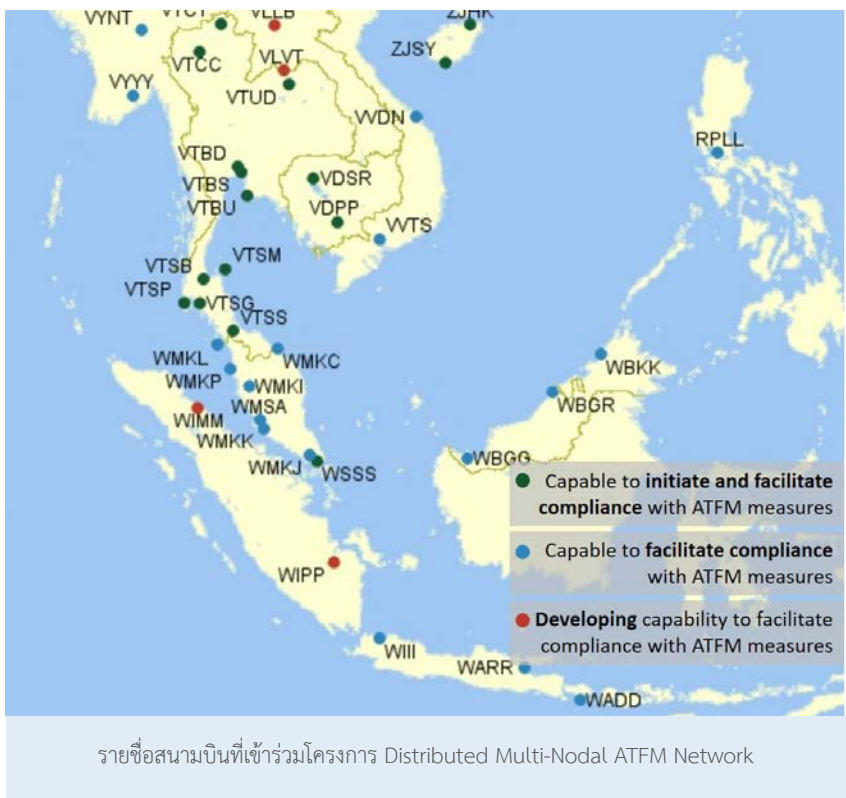 VYNT
VTCT
VLLB
ZJHK
VTCC
VLVT
ZJSY
VYYY
VTUD
VVDN
RPLL
VTBD
VTBS
VDSR
VTBU
VDPP
VVTS
VTSB
VTSM
VTSP
VTSG
VTSS
WMKL
WMKC
WMKP
WMKI
WBKK
WMSA
WIMM
WBGR
WMKK
WMKJ
WSSS
WBGG
Capable to initiate and facilitate
compliance with ATFM measures
Capable to facilitate compliance
with ATFM measures
WIPP
Developing capability to facilitate
compliance with ATFM measures
WIII
WARR
WADD
รายชื่อสนามบินที่เข้าร่วมโครงการ Distributed Multi-Nodal ATFM Network